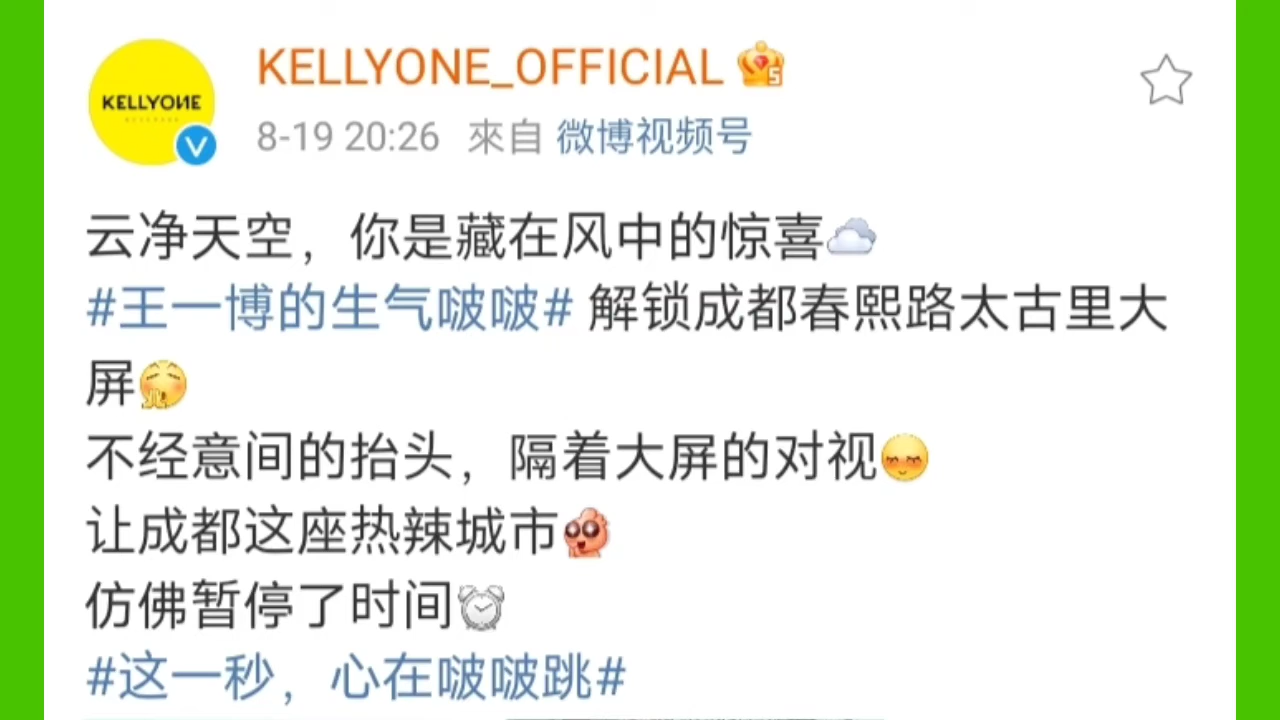 KELLYONE
KELLYONE_OFFICIAL 5
V
8-19 20:26 來自 微博视频号
云净天空，你是藏在风中的惊喜
#王一博的生气啵啵# 解锁成都春熙路太古里大
屏
不经意间的抬头，隔着大屏的对视
让成都这座热辣城市
仿佛暂停了时间
#这一秒，心在啵啵跳#